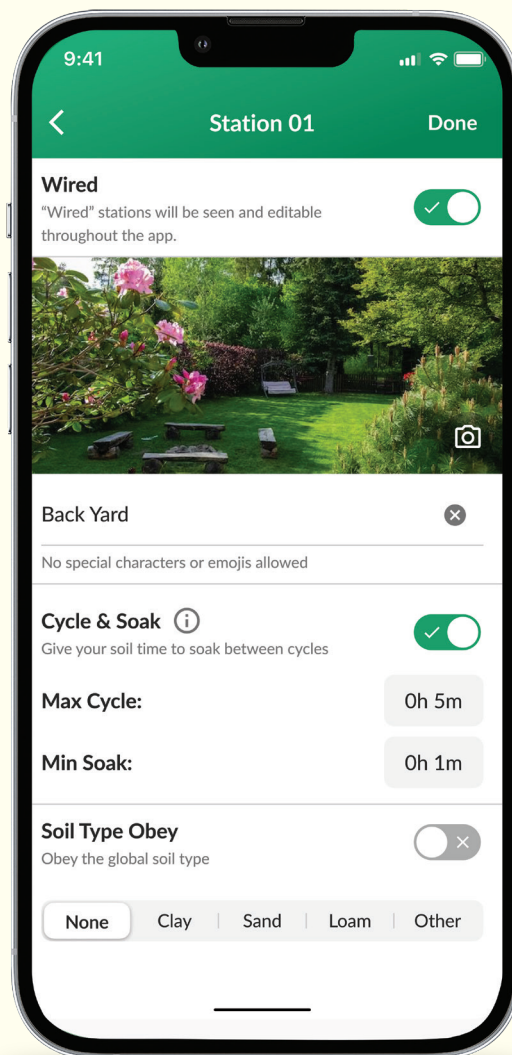 9:41
Station 01 Done
Wired
“Wired” stations will be seen and editable
throughout the app.
Back Yard
No special characters or emojis allowed
Cycle & Soak
Give your soil time to soak between cycles
Max Cycle: 0h 5m
Min Soak: 0h 1m
Soil Type Obey
Obey the global soil type
None Clay Sand Loam Other